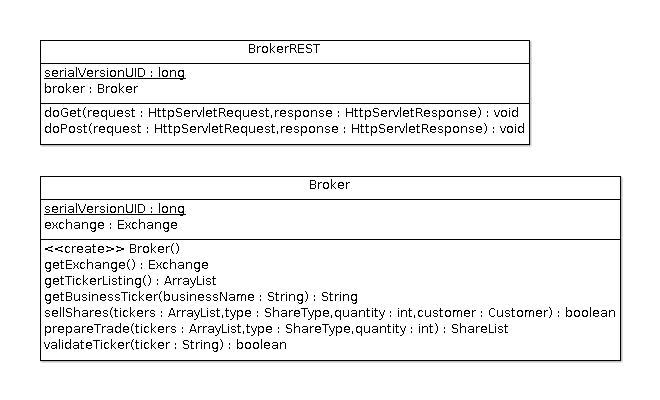 BrokerREST
serialVersionUID : long
broker : Broker
doGet(request : HttpServletRequest,response : HttpServletResponse) : void
doPost(request : HttpServletRequest,response : HttpServletResponse) : void
Broker
serialVersionUID : long
exchange : Exchange
<<create>> Broker()
getExchange() : Exchange
getTickerListing() : ArrayList
getBusinessTicker(businessName : String) : String
sellShares(tickers : ArrayList,type : ShareType,quantity : int,customer : Customer) : boolean
prepareTrade(tickers : ArrayList,type : ShareType,quantity : int) : ShareList
validateTicker(ticker : String) : boolean